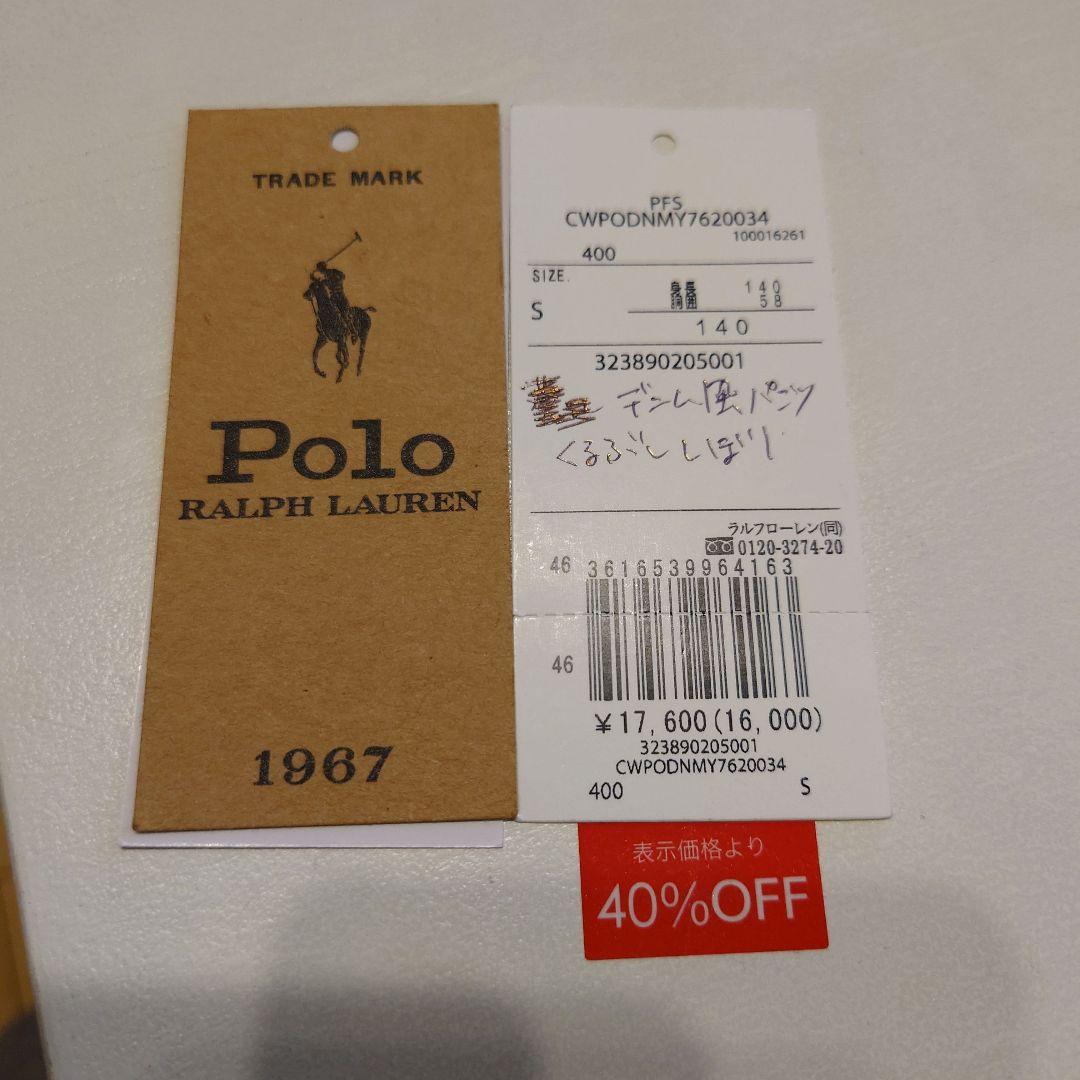 TRADE MARK
Polo
RALPH LAUREN
1967
PFS
CWPODNMY7620034
100016261
400
SIZE.
S
身長 140
胴囲 58
140
323890205001
デニム風パンツ
くるぶし しぼり
ラルフローレン(同)
0120-3274-20
46
3616539964163
46
¥17,600(16,000)
323890205001
CWPODNMY7620034
400 S
表示価格より
40%OFF